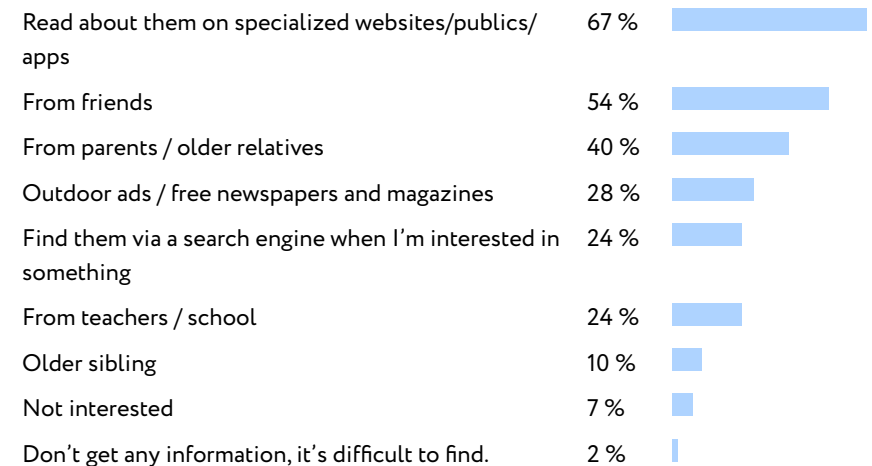 Read about them on specialized websites/publics/ 67 %
apps
From friends 54 %
From parents / older relatives 40 %
Outdoor ads / free newspapers and magazines 28 %
Find them via a search engine when I'm interested in 24 %
something
From teachers / school 24 %
Older sibling 10 %
Not interested 7 %
Don't get any information, it's difficult to find. 2 %